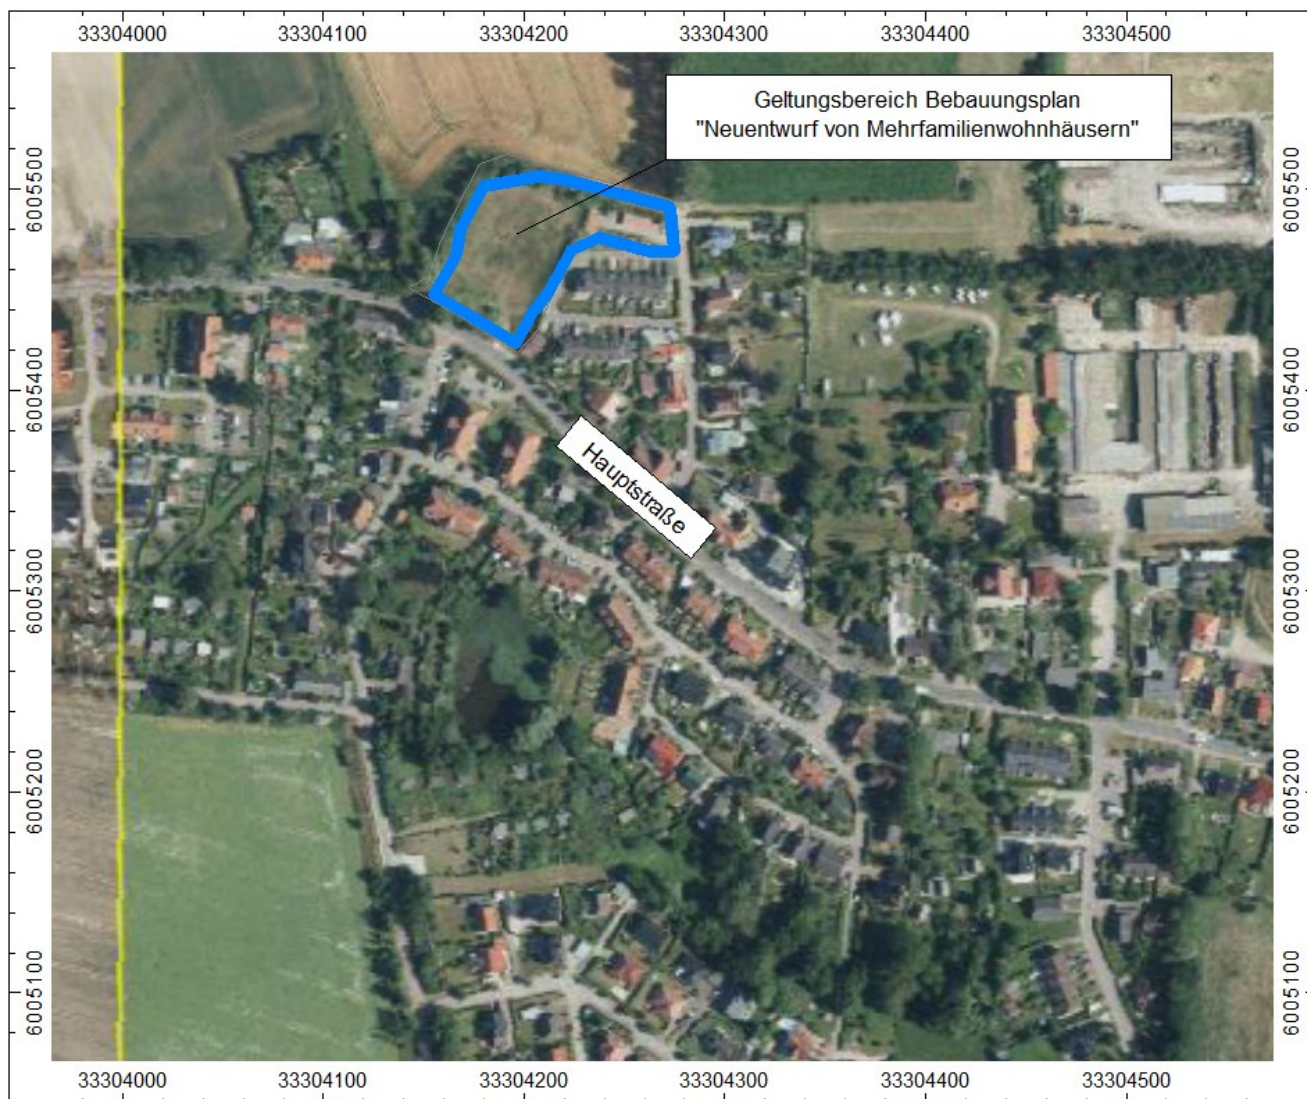 33304000 33304100 33304200 33304300 33304400 33304500
Geltungsbereich Bebauungsplan
"Neuentwurf von Mehrfamilienwohnhäusern"
6005500 6005500
6005400 6005400
Hauptstraße
6005300 6005300
6005200 6005200
6005100 6005100
33304000 33304100 33304200 33304300 33304400 33304500